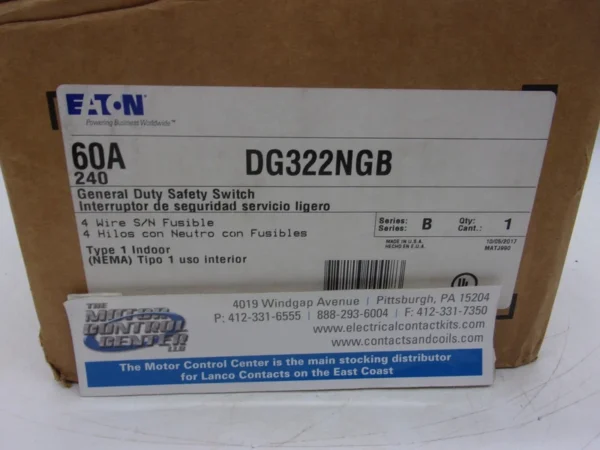 EATON
Powering Business Worldwide™
60A
240
DG322NGB
General Duty Safety Switch
Interruptor de seguridad servicio ligero
4 Wire S/N Fusible
4 Hilos con Neutro con Fusibles
Series: B Qty: 1
Series: Cant.:
Type 1 Indoor
(NEMA) Tipo 1 uso interior
MADE IN U.S.A.
HECHO EN E.U.A.
UL
THE
MOTOR
CONTROL
CENTER
LLC
4019 Windgap Avenue | Pittsburgh, PA 15204
P: 412-331-6555 | 888-293-6004 | F: 412-331-7350
www.electricalcontactkits.com
www.contactsandcoils.com
The Motor Control Center is the main stocking distributor
for Lanco Contacts on the East Coast